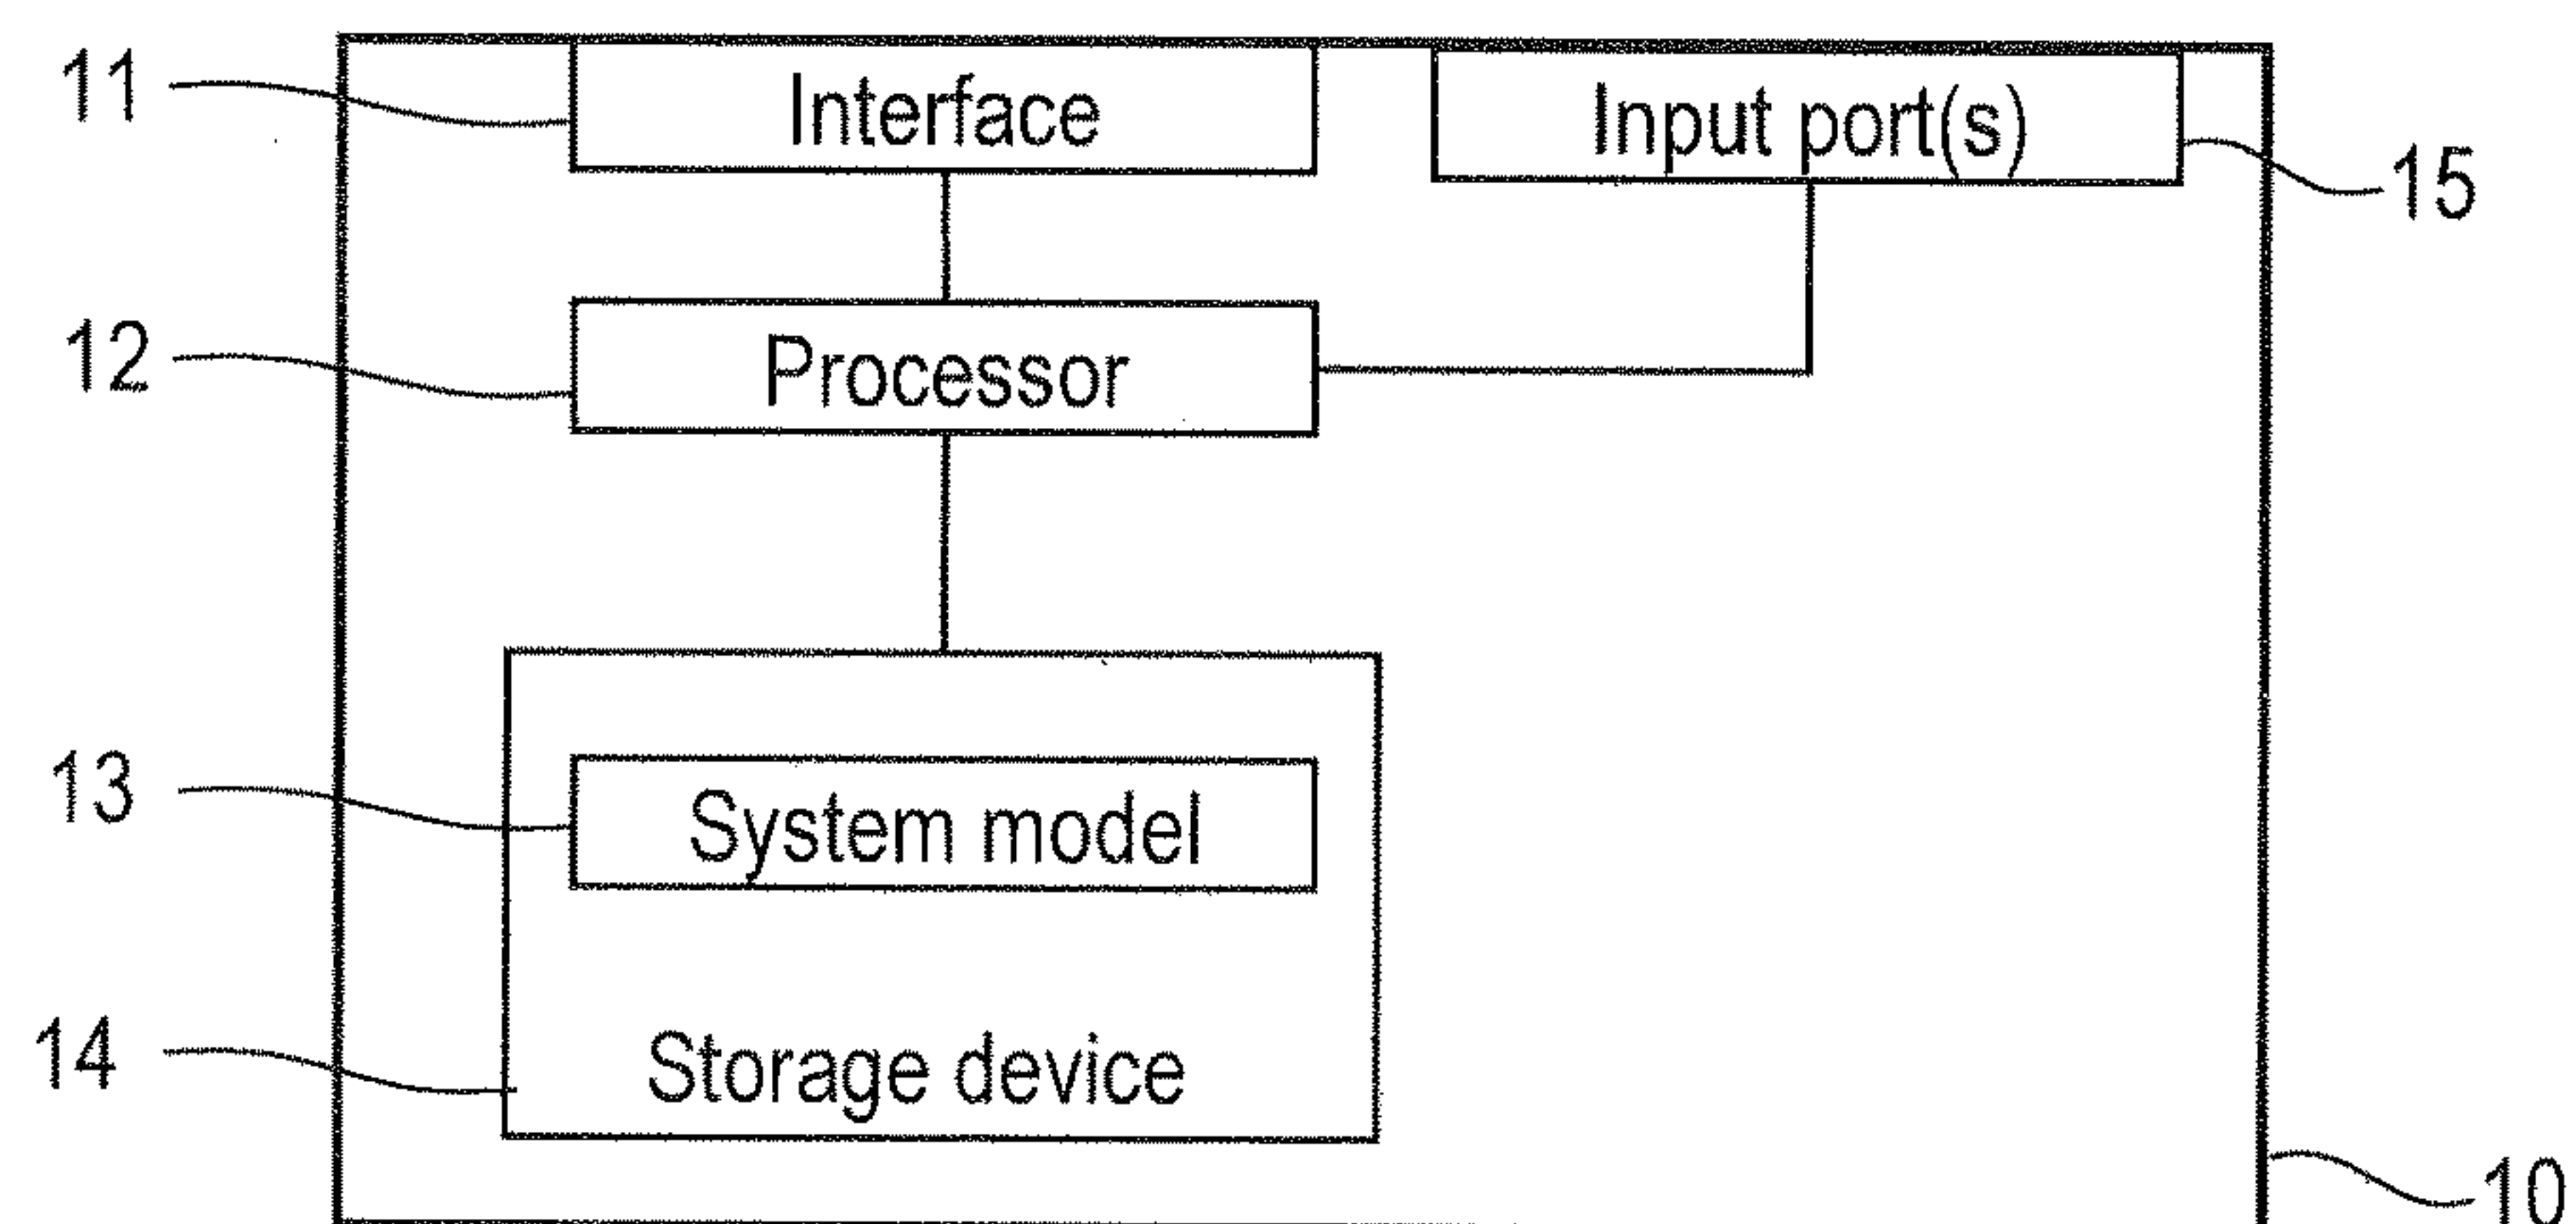 11
Interface
Input port(s)
15
12
Processor
13
System model
14
Storage device
10